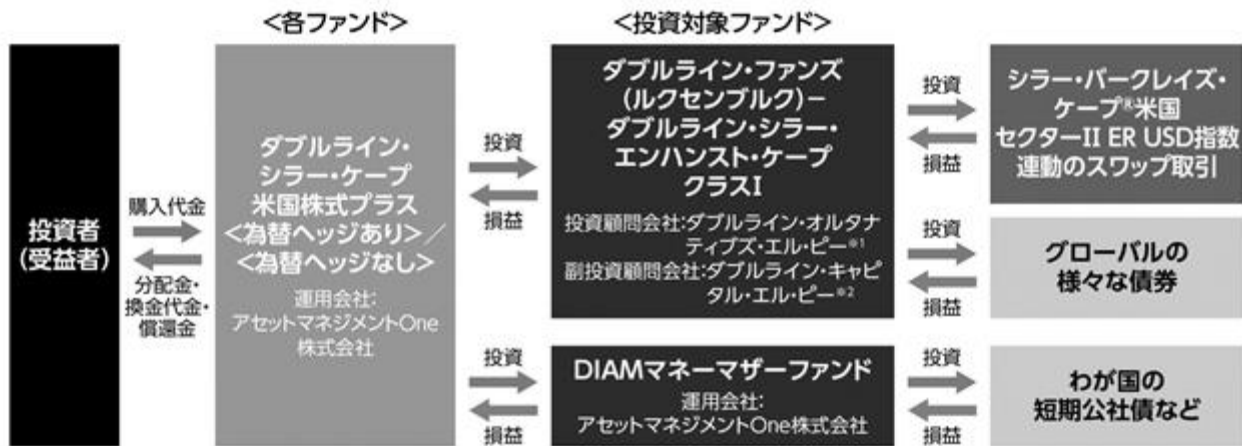 <各ファンド>
<投資対象ファンド>
投資者
(受益者)
購入代金
分配金・
換金代金・
償還金
ダブルライン・
シラー・ケープ
米国株式プラス
<為替ヘッジあり>/
<為替ヘッジなし>
運用会社:
アセットマネジメントOne
株式会社
投資
損益
投資
損益
ダブルライン・ファンズ
(ルクセンブルク)-
ダブルライン・シラー・
エンハンスト・ケープ
クラスI
投資顧問会社:ダブルライン・オルタナ
ティブズ・エル・ピー※1
副投資顧問会社:ダブルライン・キャピ
タル・エル・ピー※2
DIAMマネーマザーファンド
運用会社:
アセットマネジメントOne株式会社
投資
損益
投資
損益
投資
損益
シラー・バークレイズ・
ケープ®米国
セクターII ER USD指数
連動のスワップ取引
グローバルの
様々な債券
わが国の
短期公社債など